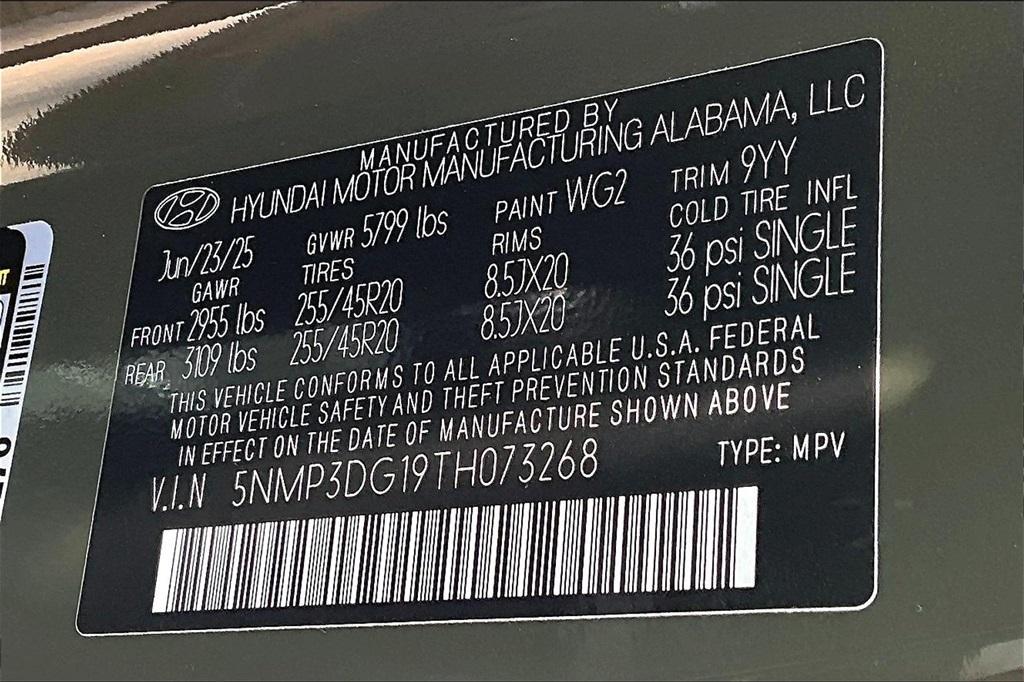 MANUFACTURED BY
HYUNDAI MOTOR MANUFACTURING ALABAMA, LLC
Jun/23/25 GVWR 5799 lbs PAINT WG2 TRIM 9YY
GAWR TIRES RIMS COLD TIRE INFL
FRONT 2955 lbs 255/45R20 8.5JX20 36 psi SINGLE
REAR 3109 lbs 255/45R20 8.5JX20 36 psi SINGLE
THIS VEHICLE CONFORMS TO ALL APPLICABLE U.S.A. FEDERAL
MOTOR VEHICLE SAFETY AND THEFT PREVENTION STANDARDS
IN EFFECT ON THE DATE OF MANUFACTURE SHOWN ABOVE
V.I.N 5NMP3DG19TH073268 TYPE: MPV